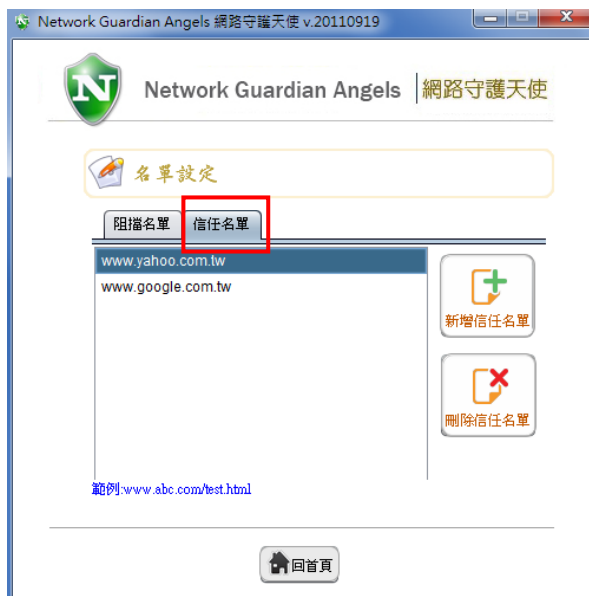 Network Guardian Angels 網路守護天使 v.20110919
N
Network Guardian Angels 網路守護天使
名單設定
阻擋名單 信任名單
www.yahoo.com.tw
www.google.com.tw
新增信任名單
刪除信任名單
範例:www.abc.com/test.html
回首頁